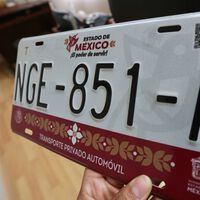 ESTADO DE
MÉXICO
¡El poder de servir!
NGE-851-
TRANSPORTE PRIVADO AUTOMÓVIL